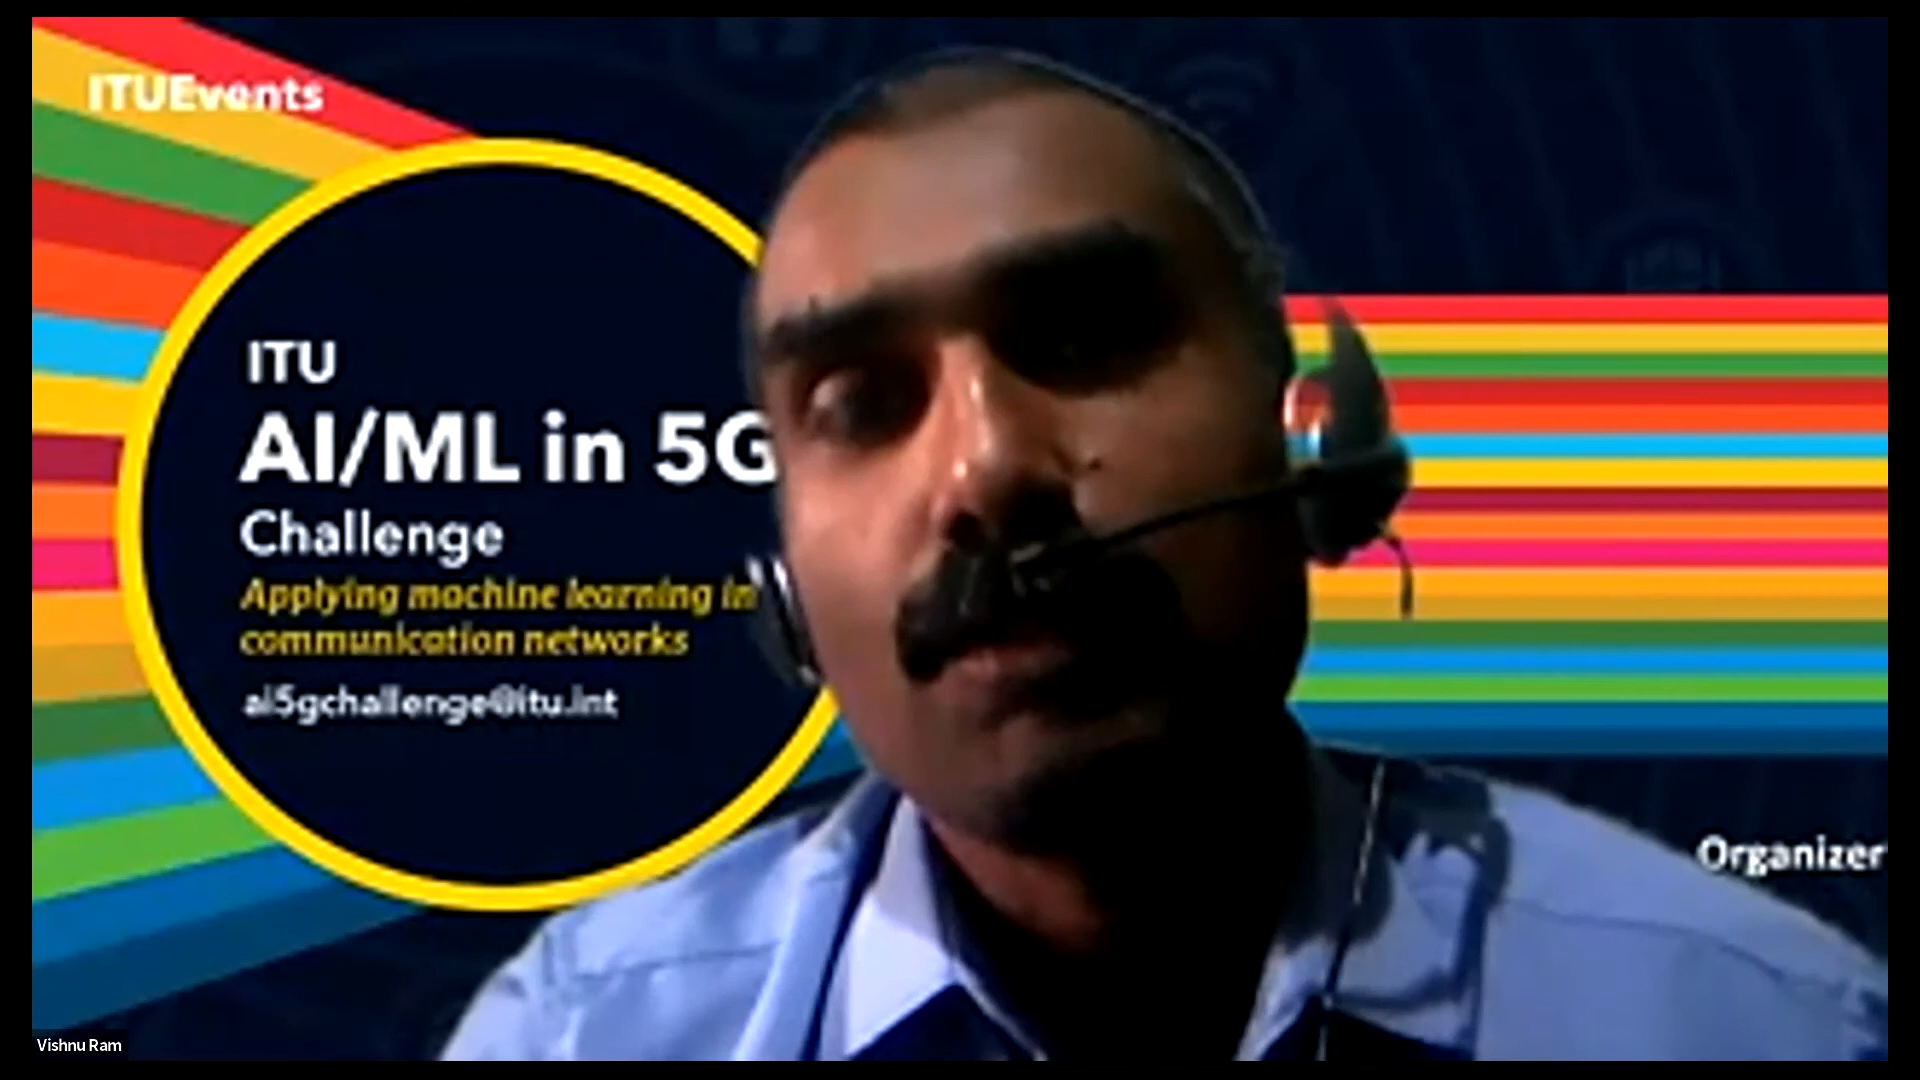 ITUEvents
ITU
AI/ML in 5G
Challenge
Applying machine learning in
communication networks
ai5gchallenge@itu.int
Organizer
Vishnu Ram